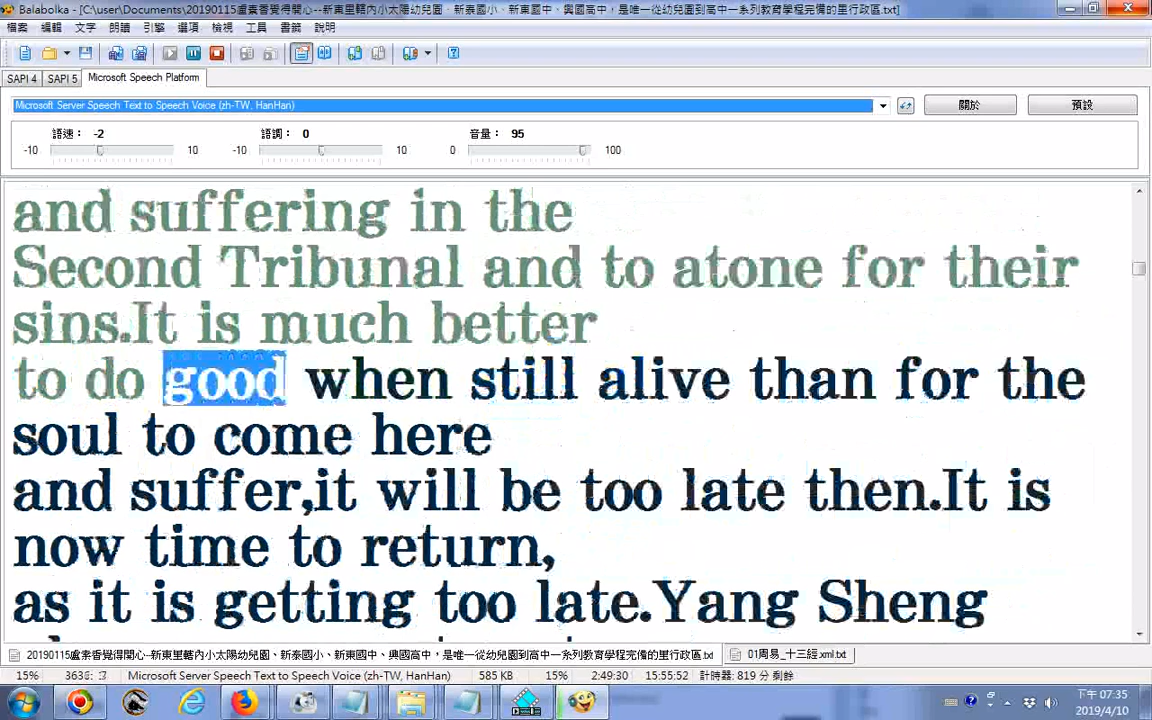 Balabolka - [C:\user\Documents\20190115盧素香覺得開心--新東里轄內小太陽幼兒園、新泰國小、新東國中、興國高中，是唯一從幼兒園到高中一系列教育學程完備的里行政區.txt]
檔案 編輯 文字 朗讀 引擎 選項 檢視 工具 書籤 說明
SAPI 4 SAPI 5 Microsoft Speech Platform
Microsoft Server Speech Text to Speech Voice (zh-TW, HanHan) 關於 預設
語速： -2 語調： 0 音量： 95
-10 10 -10 10 0 100
and suffering in the
Second Tribunal and to atone for their
sins.It is much better
to do good when still alive than for the
soul to come here
and suffer,it will be too late then.It is
now time to return,
as it is getting too late.Yang Sheng
20190115盧素香覺得開心--新東里轄內小太陽幼兒園、新泰國小、新東國中、興國高中，是唯一從幼兒園到高中一系列教育學程完備的里行政區.txt 01周易_十三經.xml.txt
15% Microsoft Server Speech Text to Speech Voice (zh-TW, HanHan) 585 KB 15% 2:49:30 15:55:52 計時器: 819 分 剩餘
下午 07:35
2019/4/10